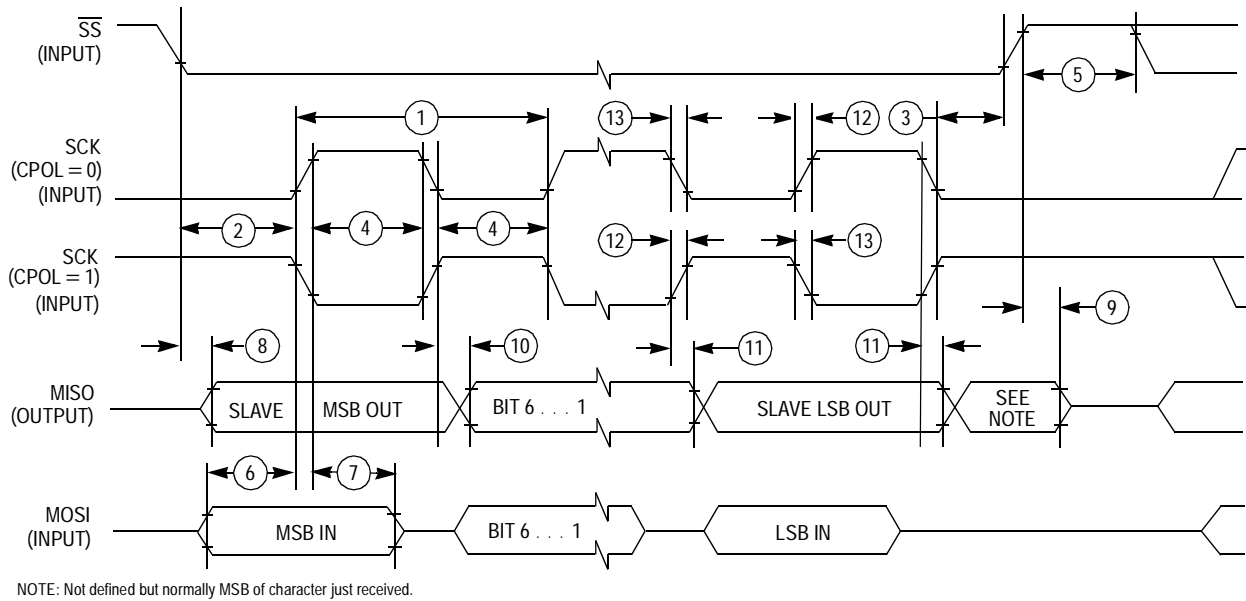 SS
(INPUT)
5
1
13
12
3
SCK
(CPOL = 0)
(INPUT)
2
4
4
12
13
SCK
(CPOL = 1)
(INPUT)
9
8
10
11
11
MISO
(OUTPUT)
SLAVE
MSB OUT
BIT 6 . . . 1
SLAVE LSB OUT
SEE
NOTE
6
7
MOSI
(INPUT)
MSB IN
BIT 6 . . . 1
LSB IN
NOTE: Not defined but normally MSB of character just received.